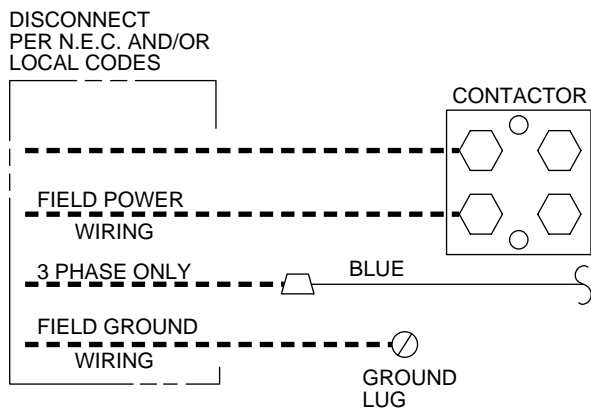 DISCONNECT
PER N.E.C. AND/OR
LOCAL CODES
CONTACTOR
FIELD POWER
WIRING
3 PHASE ONLY
BLUE
FIELD GROUND
WIRING
GROUND
LUG